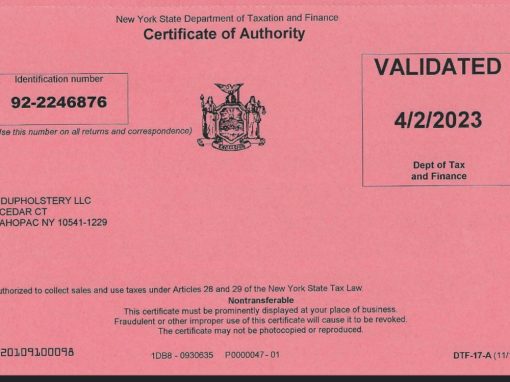 New York State Department of Taxation and Finance
Certificate of Authority
Identification number
92-2246876
se this number on all returns and correspondence)
VALIDATED
4/2/2023
Dept of Tax
and Finance
DUPHOLSTERY LLC
CEDAR CT
AHOPAC NY 10541-1229
uthorized to collect sales and use taxes under Articles 28 and 29 of the New York State Tax Law.
Nontransferable
This certificate must be prominently displayed at your place of business.
Fraudulent or other improper use of this certificate will cause it to be revoked.
The certificate may not be photocopied or reproduced.
20109100098
1DB8 - 0930635 P0000047 - 01
DTF-17-A (11/